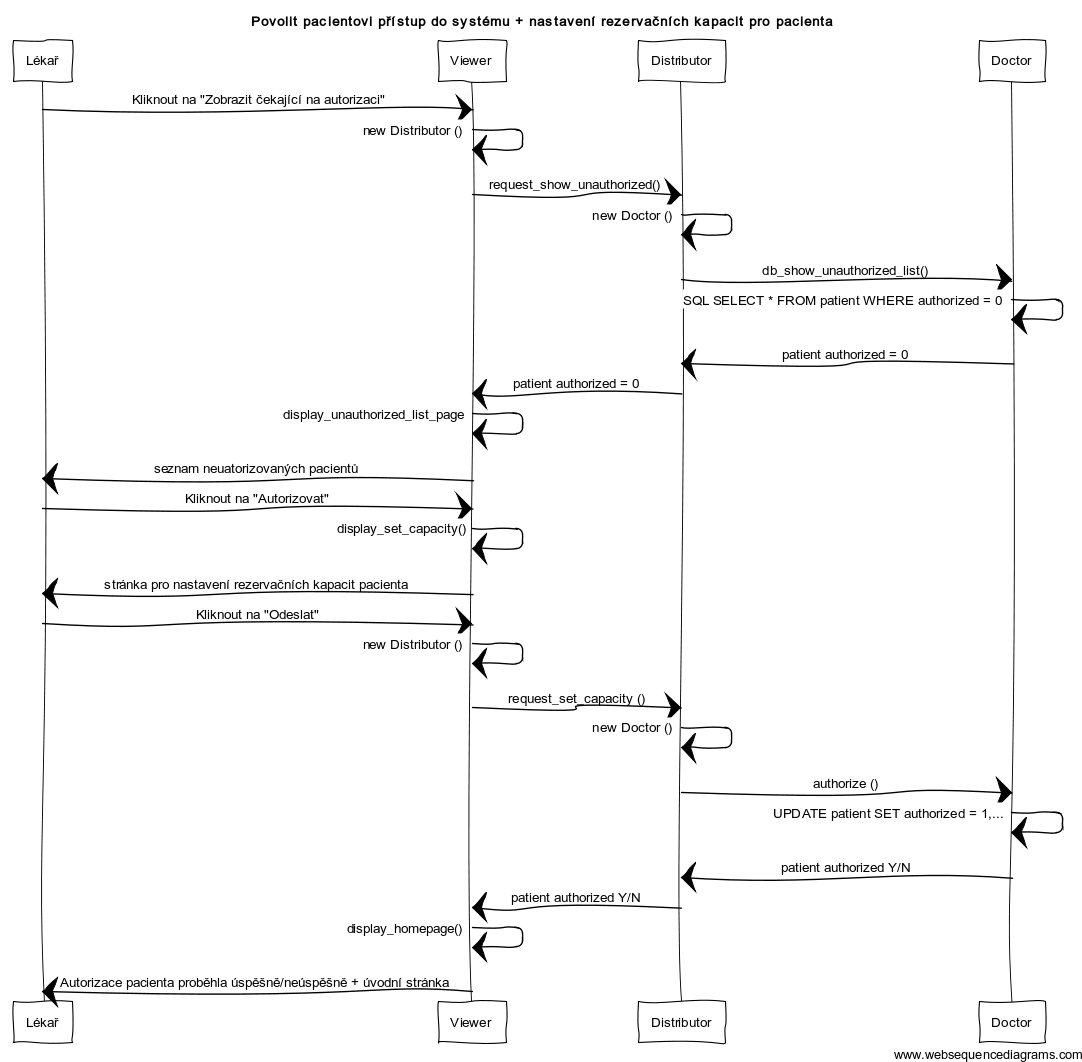 Povolit pacientovi přístup do systému + nastavení rezervačních kapacit pro pacienta
Lékař
Viewer
Distributor
Doctor
Kliknout na "Zobrazit čekající na autorizaci"
new Distributor ()
request_show_unauthorized()
new Doctor ()
db_show_unauthorized_list()
SQL SELECT * FROM patient WHERE authorized = 0
patient authorized = 0
patient authorized = 0
display_unauthorized_list_page
seznam neuatorizovaných pacientů
Kliknout na "Autorizovat"
display_set_capacity()
stránka pro nastavení rezervačních kapacit pacienta
Kliknout na "Odeslat"
new Distributor ()
request_set_capacity ()
new Doctor ()
authorize ()
UPDATE patient SET authorized = 1,...
patient authorized Y/N
patient authorized Y/N
display_homepage()
Autorizace pacienta proběhla úspěšně/neúspěšně + úvodní stránka
Lékař
Viewer
Distributor
Doctor
www.websequencediagrams.com